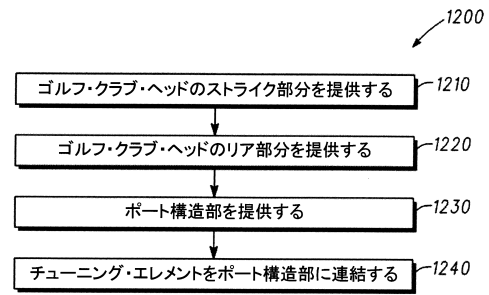 1200
ゴルフ・クラブ・ヘッドのストライク部分を提供する
1210
ゴルフ・クラブ・ヘッドのリア部分を提供する
1220
ポート構造部を提供する
1230
チューニング・エレメントをポート構造部に連結する
1240